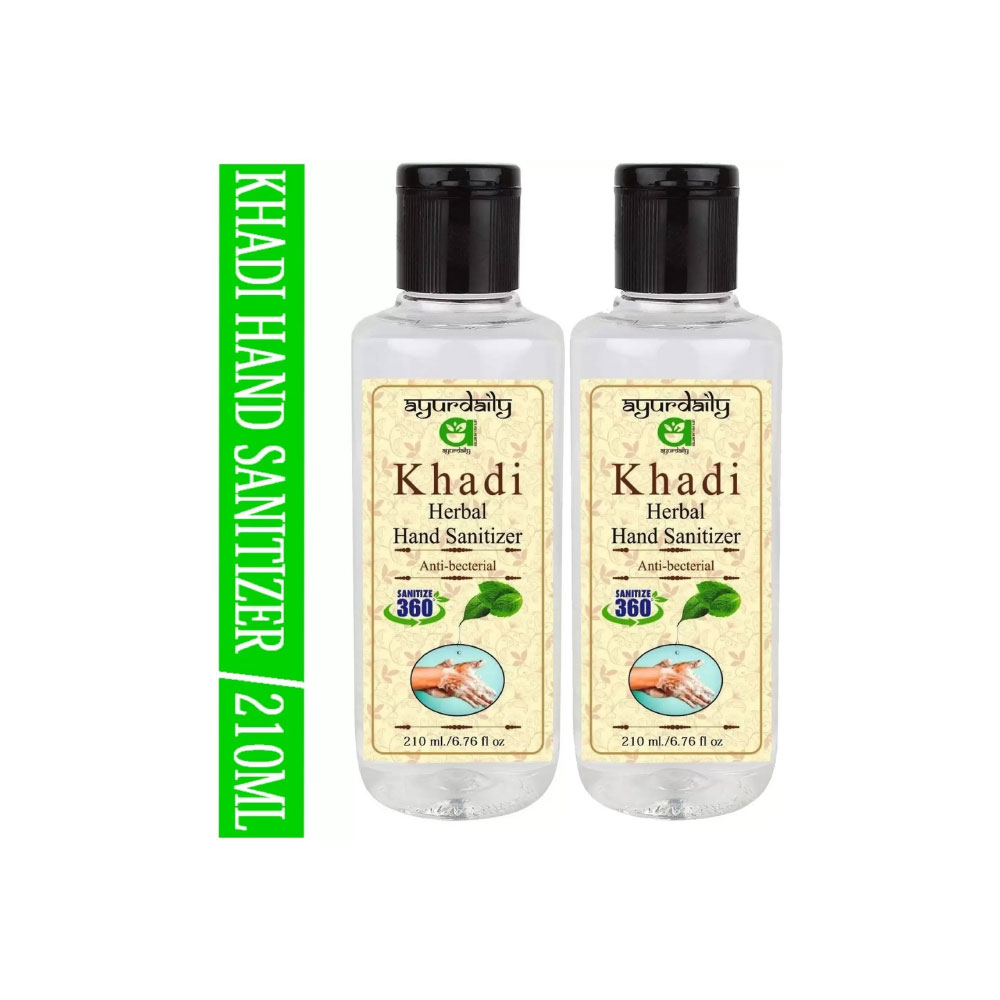 KHADI HAND SANITIZER / 210ML
ayurdaily
ayurdaily
Khadi
Herbal
Hand Sanitizer
Anti-becterial
SANITIZE
360
210 ml./6.76 fl oz
ayurdaily
ayurdaily
Khadi
Herbal
Hand Sanitizer
Anti-becterial
SANITIZE
360
210 ml./6.76 fl oz